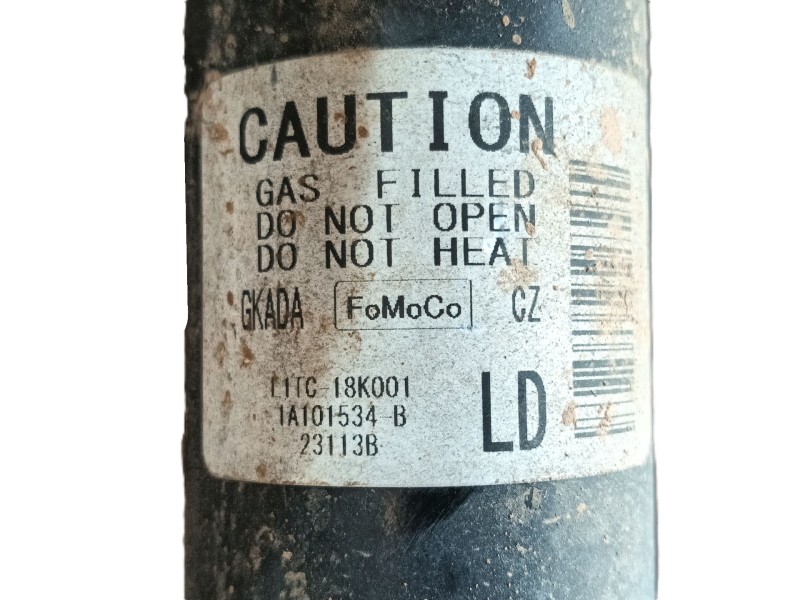 CAUTION
GAS FILLED
DO NOT OPEN
DO NOT HEAT
GKADA FoMoCo CZ
L1TC-18K001
1A101534-B
23113B
LD